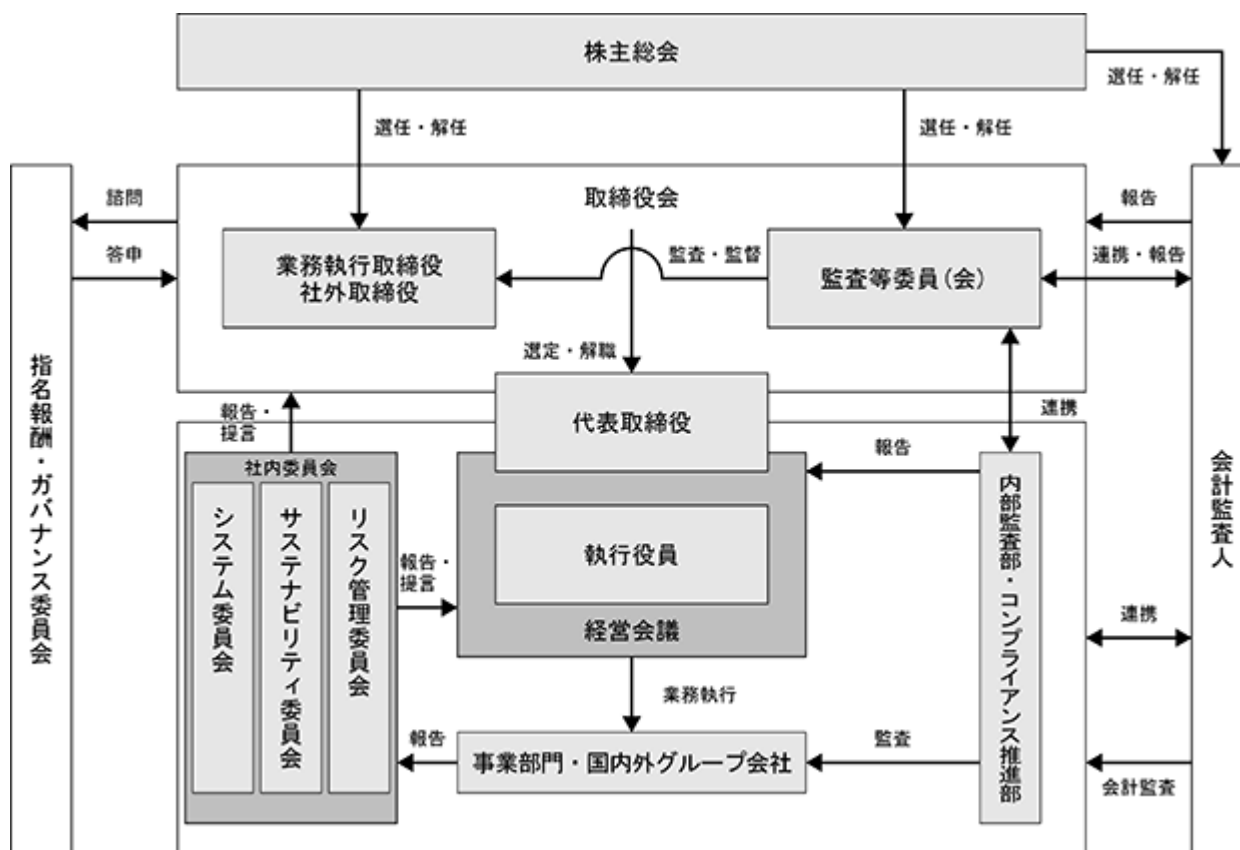 株主総会
選任・解任
選任・解任
選任・解任
諮問
答申
取締役会
業務執行取締役
社外取締役
監査・監督
監査等委員(会)
報告
連携・報告
選定・解職
代表取締役
連携
報告・
提言
社内委員会
システム委員会
サステナビリティ委員会
リスク管理委員会
報告・
提言
執行役員
経営会議
報告
内部監査部・コンプライアンス推進部
指名報酬・ガバナンス委員会
会計監査人
連携
業務執行
報告
事業部門・国内外グループ会社
監査
会計監査